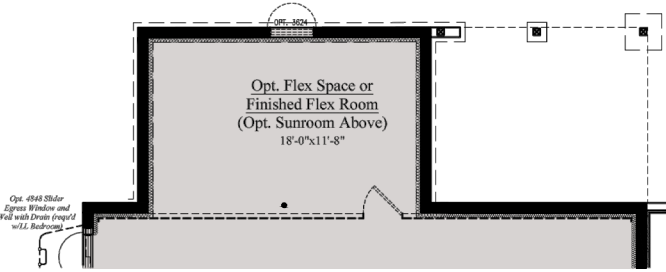 OPT. 3624
Opt. Flex Space or
Finished Flex Room
(Opt. Sunroom Above)
18'-0"x11'-8"
Opt. 4848 Slider
Egress Window and
Well with Drain (requ'd
w/LL Bedroom)